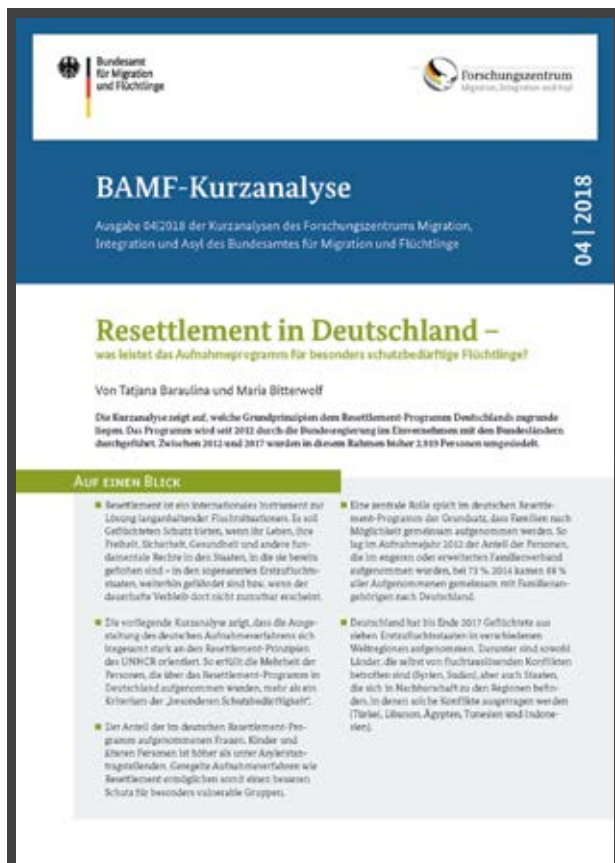 Bundesamt
für Migration
und Flüchtlinge
Forschungszentrum
Migration, Integration und Asyl
BAMF-Kurzanalyse
Ausgabe 04|2018 der Kurzanalysen des Forschungszentrums Migration,
Integration und Asyl des Bundesamtes für Migration und Flüchtlinge
04 | 2018
Resettlement in Deutschland –
was leistet das Aufnahmeprogramm für besonders schutzbedürftige Flüchtlinge?
Von Tatjana Baraulina und Maria Bitterwolf
Die Kurzanalyse zeigt auf, welche Grundprinzipien dem Resettlement-Programm Deutschlands zugrunde
liegen. Das Programm wird seit 2012 durch die Bundesregierung im Einvernehmen mit den Bundesländern
durchgeführt. Zwischen 2012 und 2017 wurden in diesem Rahmen bisher Personen umgesiedelt.
Auf einen Blick
Resettlement ist ein internationales Instrument zur
Lösung langanhaltender Fluchtsituationen. Es soll
Geflüchteten Schutz bieten, wenn ihr Leben, ihre
Freiheit, Sicherheit, Gesundheit und andere fun-
damentale Rechte in den Staaten, in die sie bereits
geflohen sind – in den sogenannten Erstzuflucht-
staaten, weiterhin gefährdet sind bzw. wenn der
dauerhafte Verbleib dort nicht zumutbar erscheint.
Die vorliegende Kurzanalyse zeigt, dass die Ausge-
staltung des deutschen Aufnahmeverfahrens sich
insgesamt stark an den Resettlement-Prinzipien
des UNHCR orientiert. So erfüllt die Mehrheit der
Personen, die über das Resettlement-Programm in
Deutschland aufgenommen wurden, mehr als ein
Kriterium der „besonderen Schutzbedürftigkeit“.
Der Anteil der im deutschen Resettlement-Pro-
gramm aufgenommenen Frauen, Kinder und
älteren Personen ist höher als unter Asylerstan-
tragstellenden. Geregelte Aufnahmeverfahren wie
Resettlement ermöglichen somit einen besseren
Schutz für besonders vulnerable Gruppen.
Eine zentrale Rolle spielt im deutschen Resettle-
ment-Programm der Grundsatz, dass Familien nach
Möglichkeit gemeinsam aufgenommen werden. So
lag im Aufnahmejahr 2012 der Anteil der Personen,
die im engeren oder erweiterten Familienverband
aufgenommen wurden, bei 73 %. 2014 kamen 88 %
aller Aufgenommenen gemeinsam mit Familienan-
gehörigen nach Deutschland.
Deutschland hat bis Ende 2017 Geflüchtete aus
sieben Erstzufluchtsstaaten in verschiedenen
Weltregionen aufgenommen. Darunter sind sowohl
Länder, die selbst von fluchtauslösenden Konflikten
betroffen sind (Syrien, Sudan), aber auch Staaten,
die sich in Nachbarschaft zu den Regionen befin-
den, in denen solche Konflikte ausgetragen werden
(Türkei, Libanon, Ägypten, Tunesien und Indone-
sien).